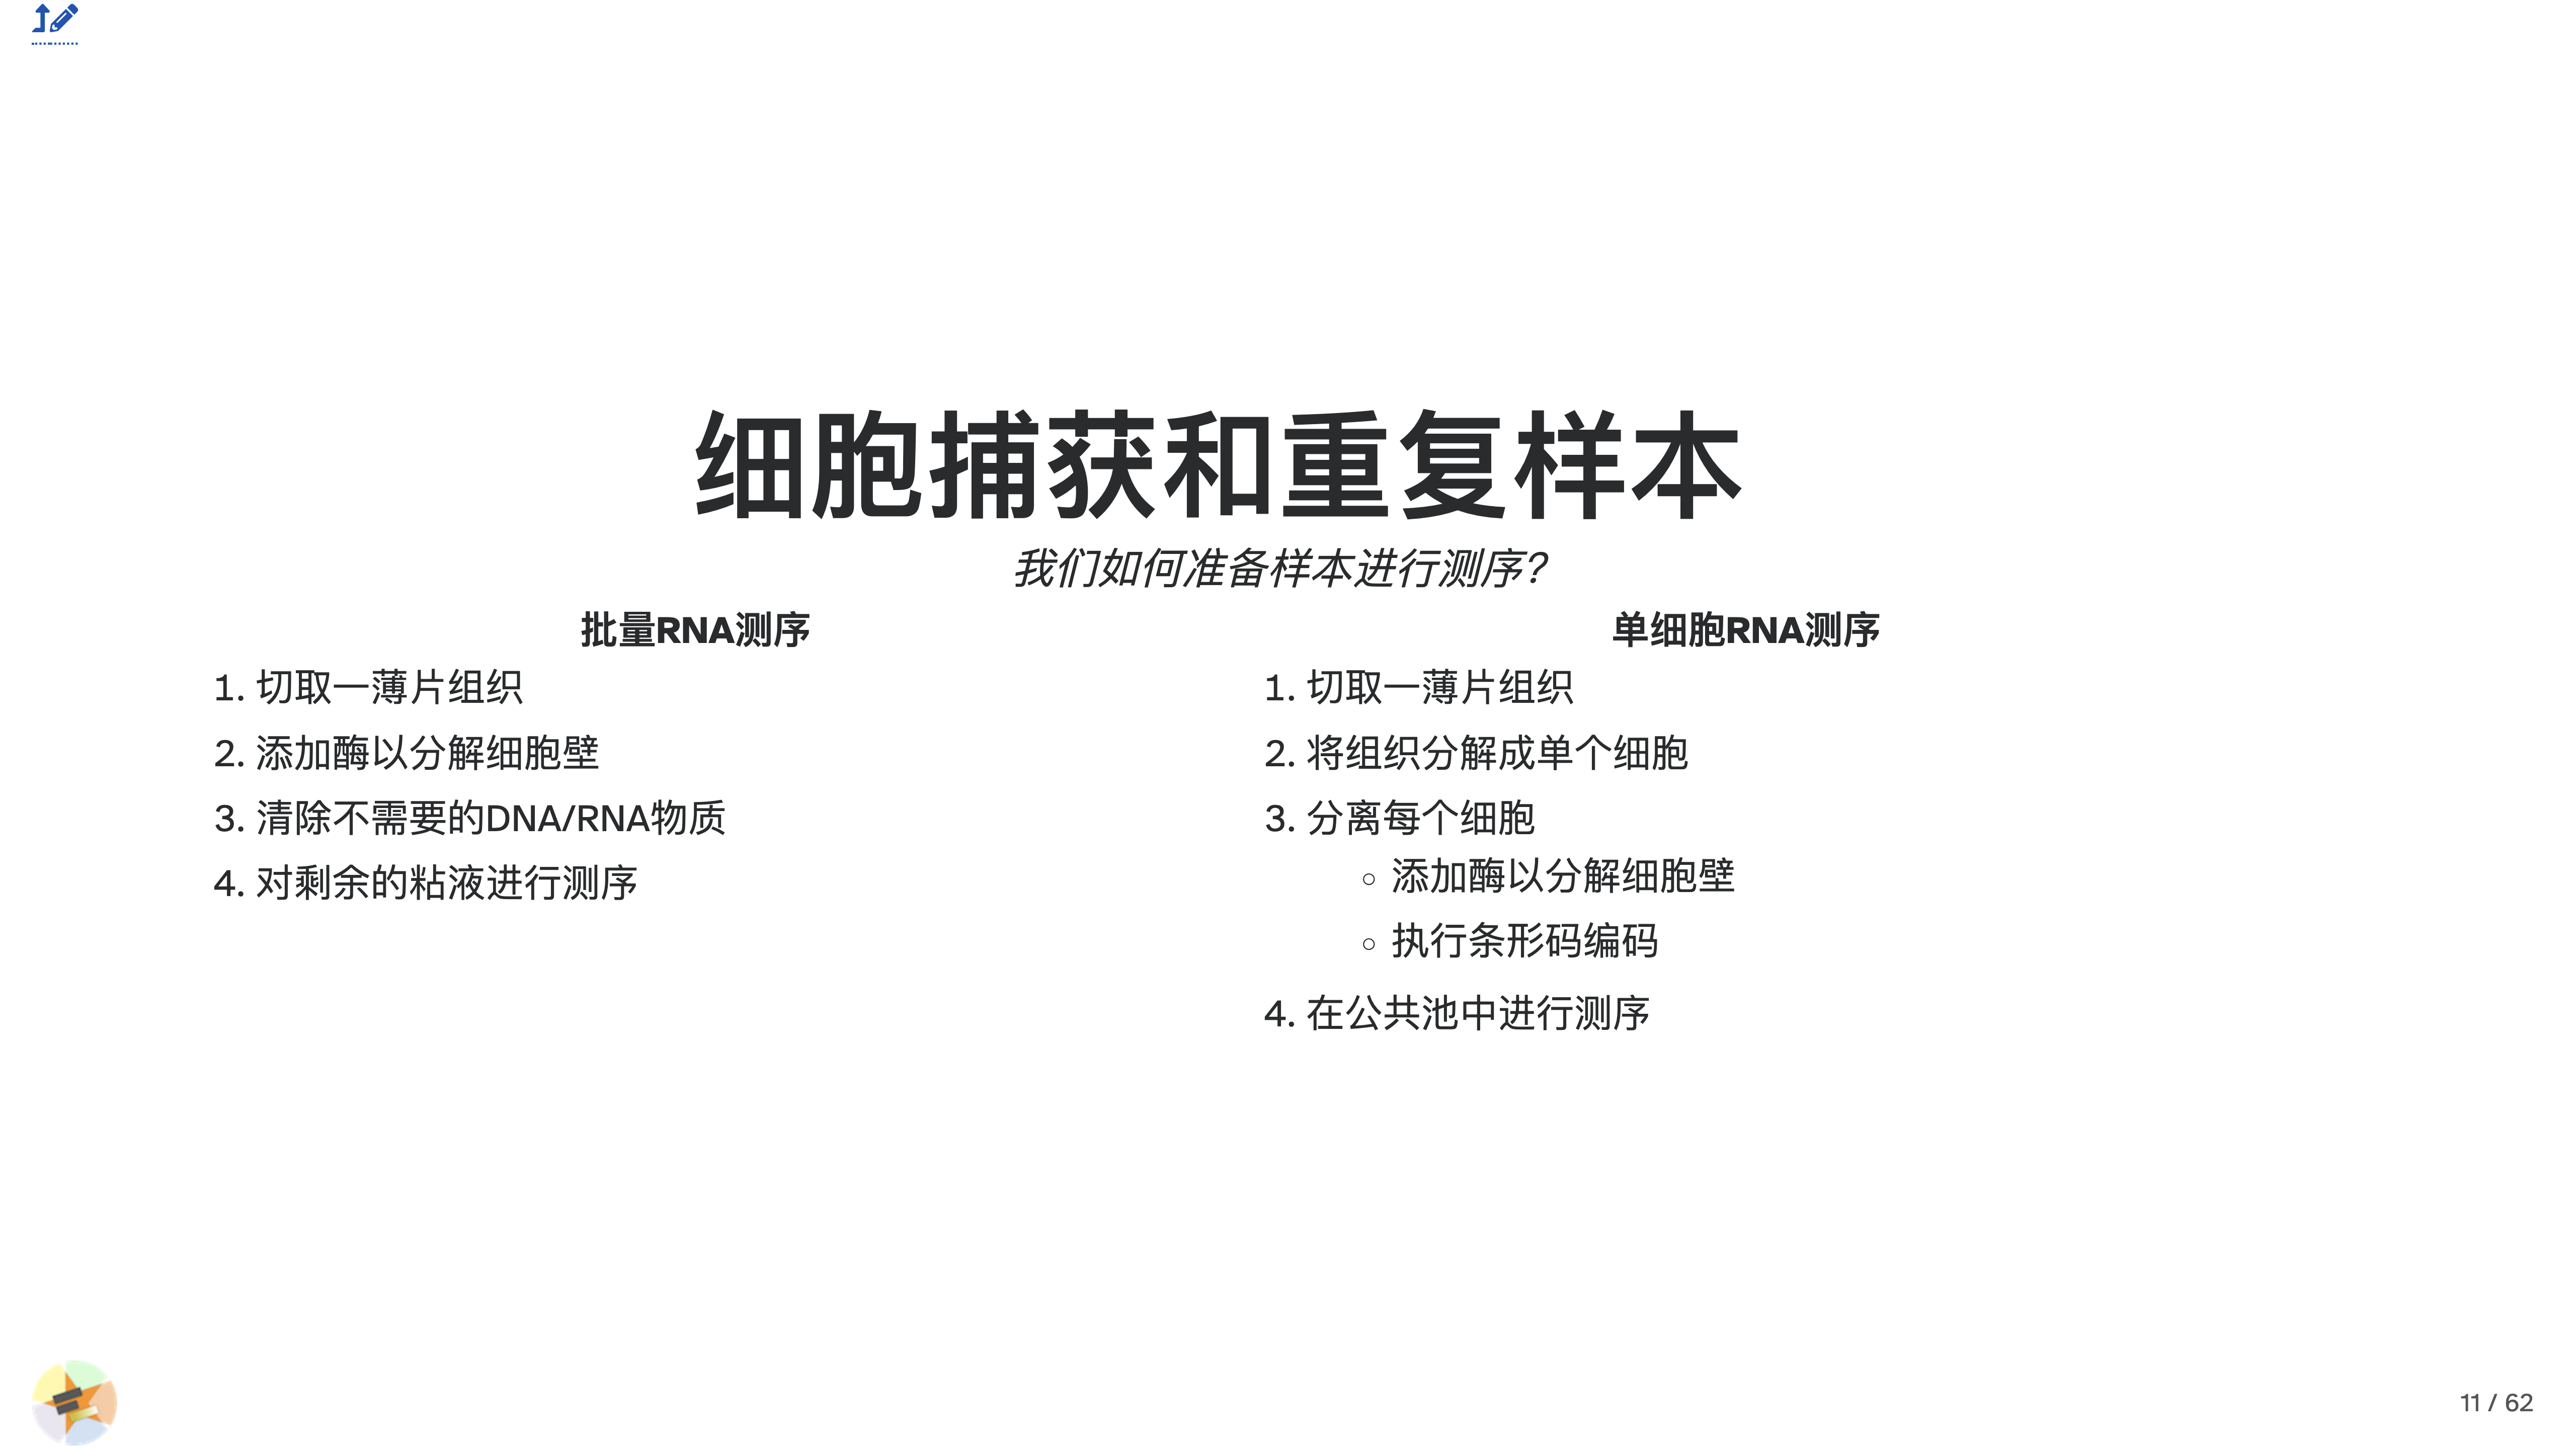 细胞捕获和重复样本
我们如何准备样本进行测序？
批量RNA测序
1. 切取一薄片组织
2. 添加酶以分解细胞壁
3. 清除不需要的DNA/RNA物质
4. 对剩余的粘液进行测序
单细胞RNA测序
1. 切取一薄片组织
2. 将组织分解成单个细胞
3. 分离每个细胞
○ 添加酶以分解细胞壁
○ 执行条形码编码
4. 在公共池中进行测序
11 / 62